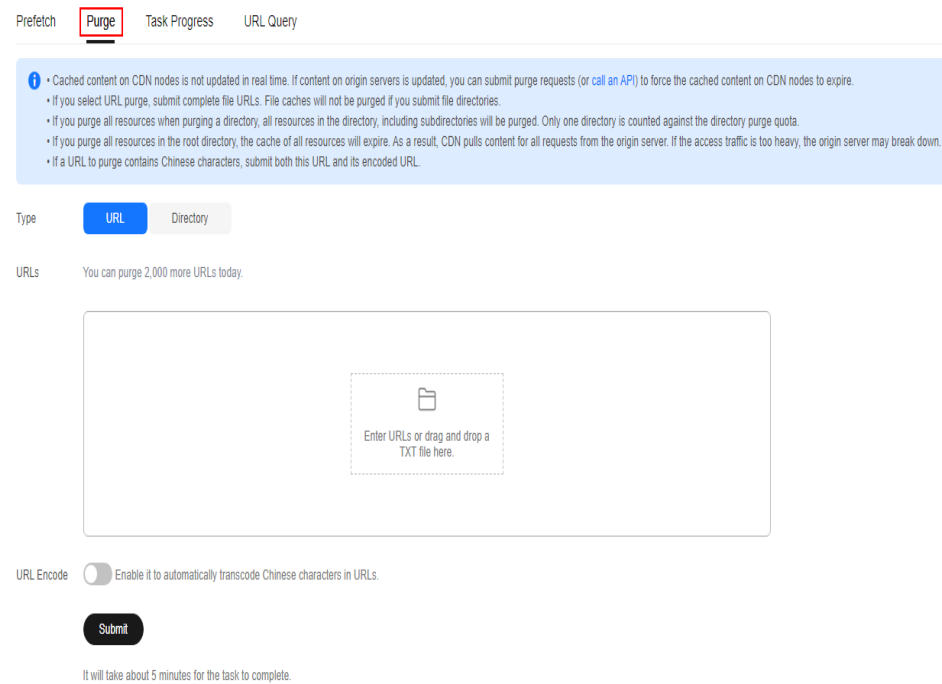 Prefetch Purge Task Progress URL Query
• Cached content on CDN nodes is not updated in real time. If content on origin servers is updated, you can submit purge requests (or call an API) to force the cached content on CDN nodes to expire.
• If you select URL purge, submit complete file URLs. File caches will not be purged if you submit file directories.
• If you purge all resources when purging a directory, all resources in the directory, including subdirectories will be purged. Only one directory is counted against the directory purge quota.
• If you purge all resources in the root directory, the cache of all resources will expire. As a result, CDN pulls content for all requests from the origin server. If the access traffic is too heavy, the origin server may break down.
• If a URL to purge contains Chinese characters, submit both this URL and its encoded URL.
Type URL Directory
URLs You can purge 2,000 more URLs today.
Enter URLs or drag and drop a
TXT file here.
URL Encode Enable it to automatically transcode Chinese characters in URLs.
Submit
It will take about 5 minutes for the task to complete.